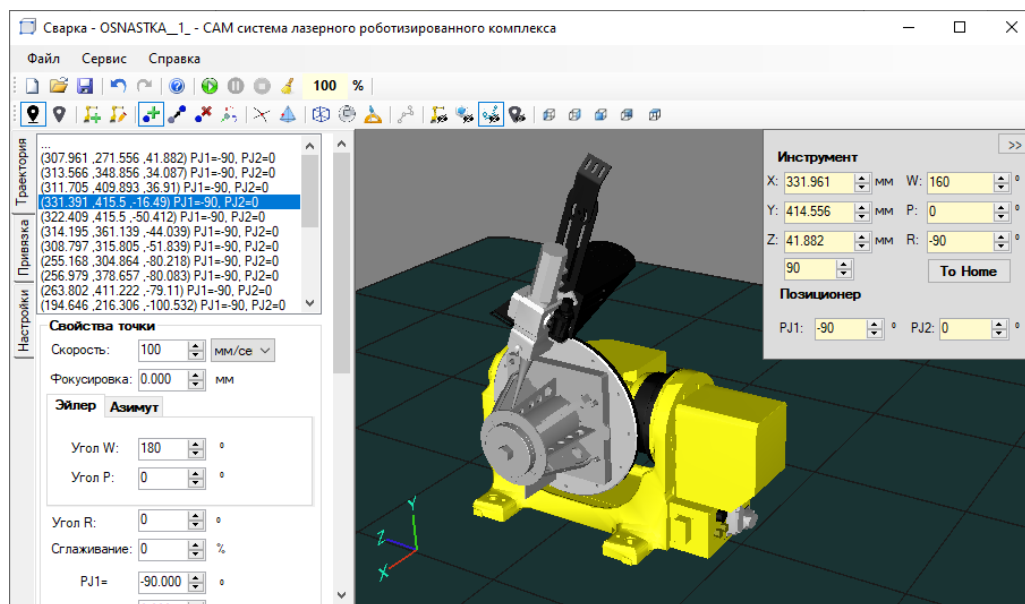 Сварка - OSNASTKA__1_ - CAM система лазерного роботизированного комплекса
Файл Сервис Справка
100 %
Траектория
Привязка
Настройки
...
(307.961 ,271.556 ,41.882) PJ1=-90, PJ2=0
(313.566 ,348.856 ,34.087) PJ1=-90, PJ2=0
(311.705 ,409.893 ,36.91) PJ1=-90, PJ2=0
(331.391 ,415.5 ,-16.49) PJ1=-90, PJ2=0
(322.409 ,415.5 ,-50.412) PJ1=-90, PJ2=0
(314.195 ,361.139 ,-44.039) PJ1=-90, PJ2=0
(308.797 ,315.805 ,-51.839) PJ1=-90, PJ2=0
(255.168 ,304.864 ,-80.218) PJ1=-90, PJ2=0
(256.979 ,378.657 ,-80.083) PJ1=-90, PJ2=0
(263.802 ,411.222 ,-79.11) PJ1=-90, PJ2=0
(194.646 ,216.306 ,-100.532) PJ1=-90, PJ2=0
Свойства точки
Скорость: 100 мм/се
Фокусировка: 0.000 мм
Эйлер Азимут
Угол W: 180 °
Угол P: 0 °
Угол R: 0 °
Сглаживание: 0 %
PJ1= -90.000 °
>>
Инструмент
X: 331.961 мм W: 160 °
Y: 414.556 мм P: 0 °
Z: 41.882 мм R: -90 °
90 To Home
Позиционер
PJ1: -90 ° PJ2: 0 °
Y
Z
X